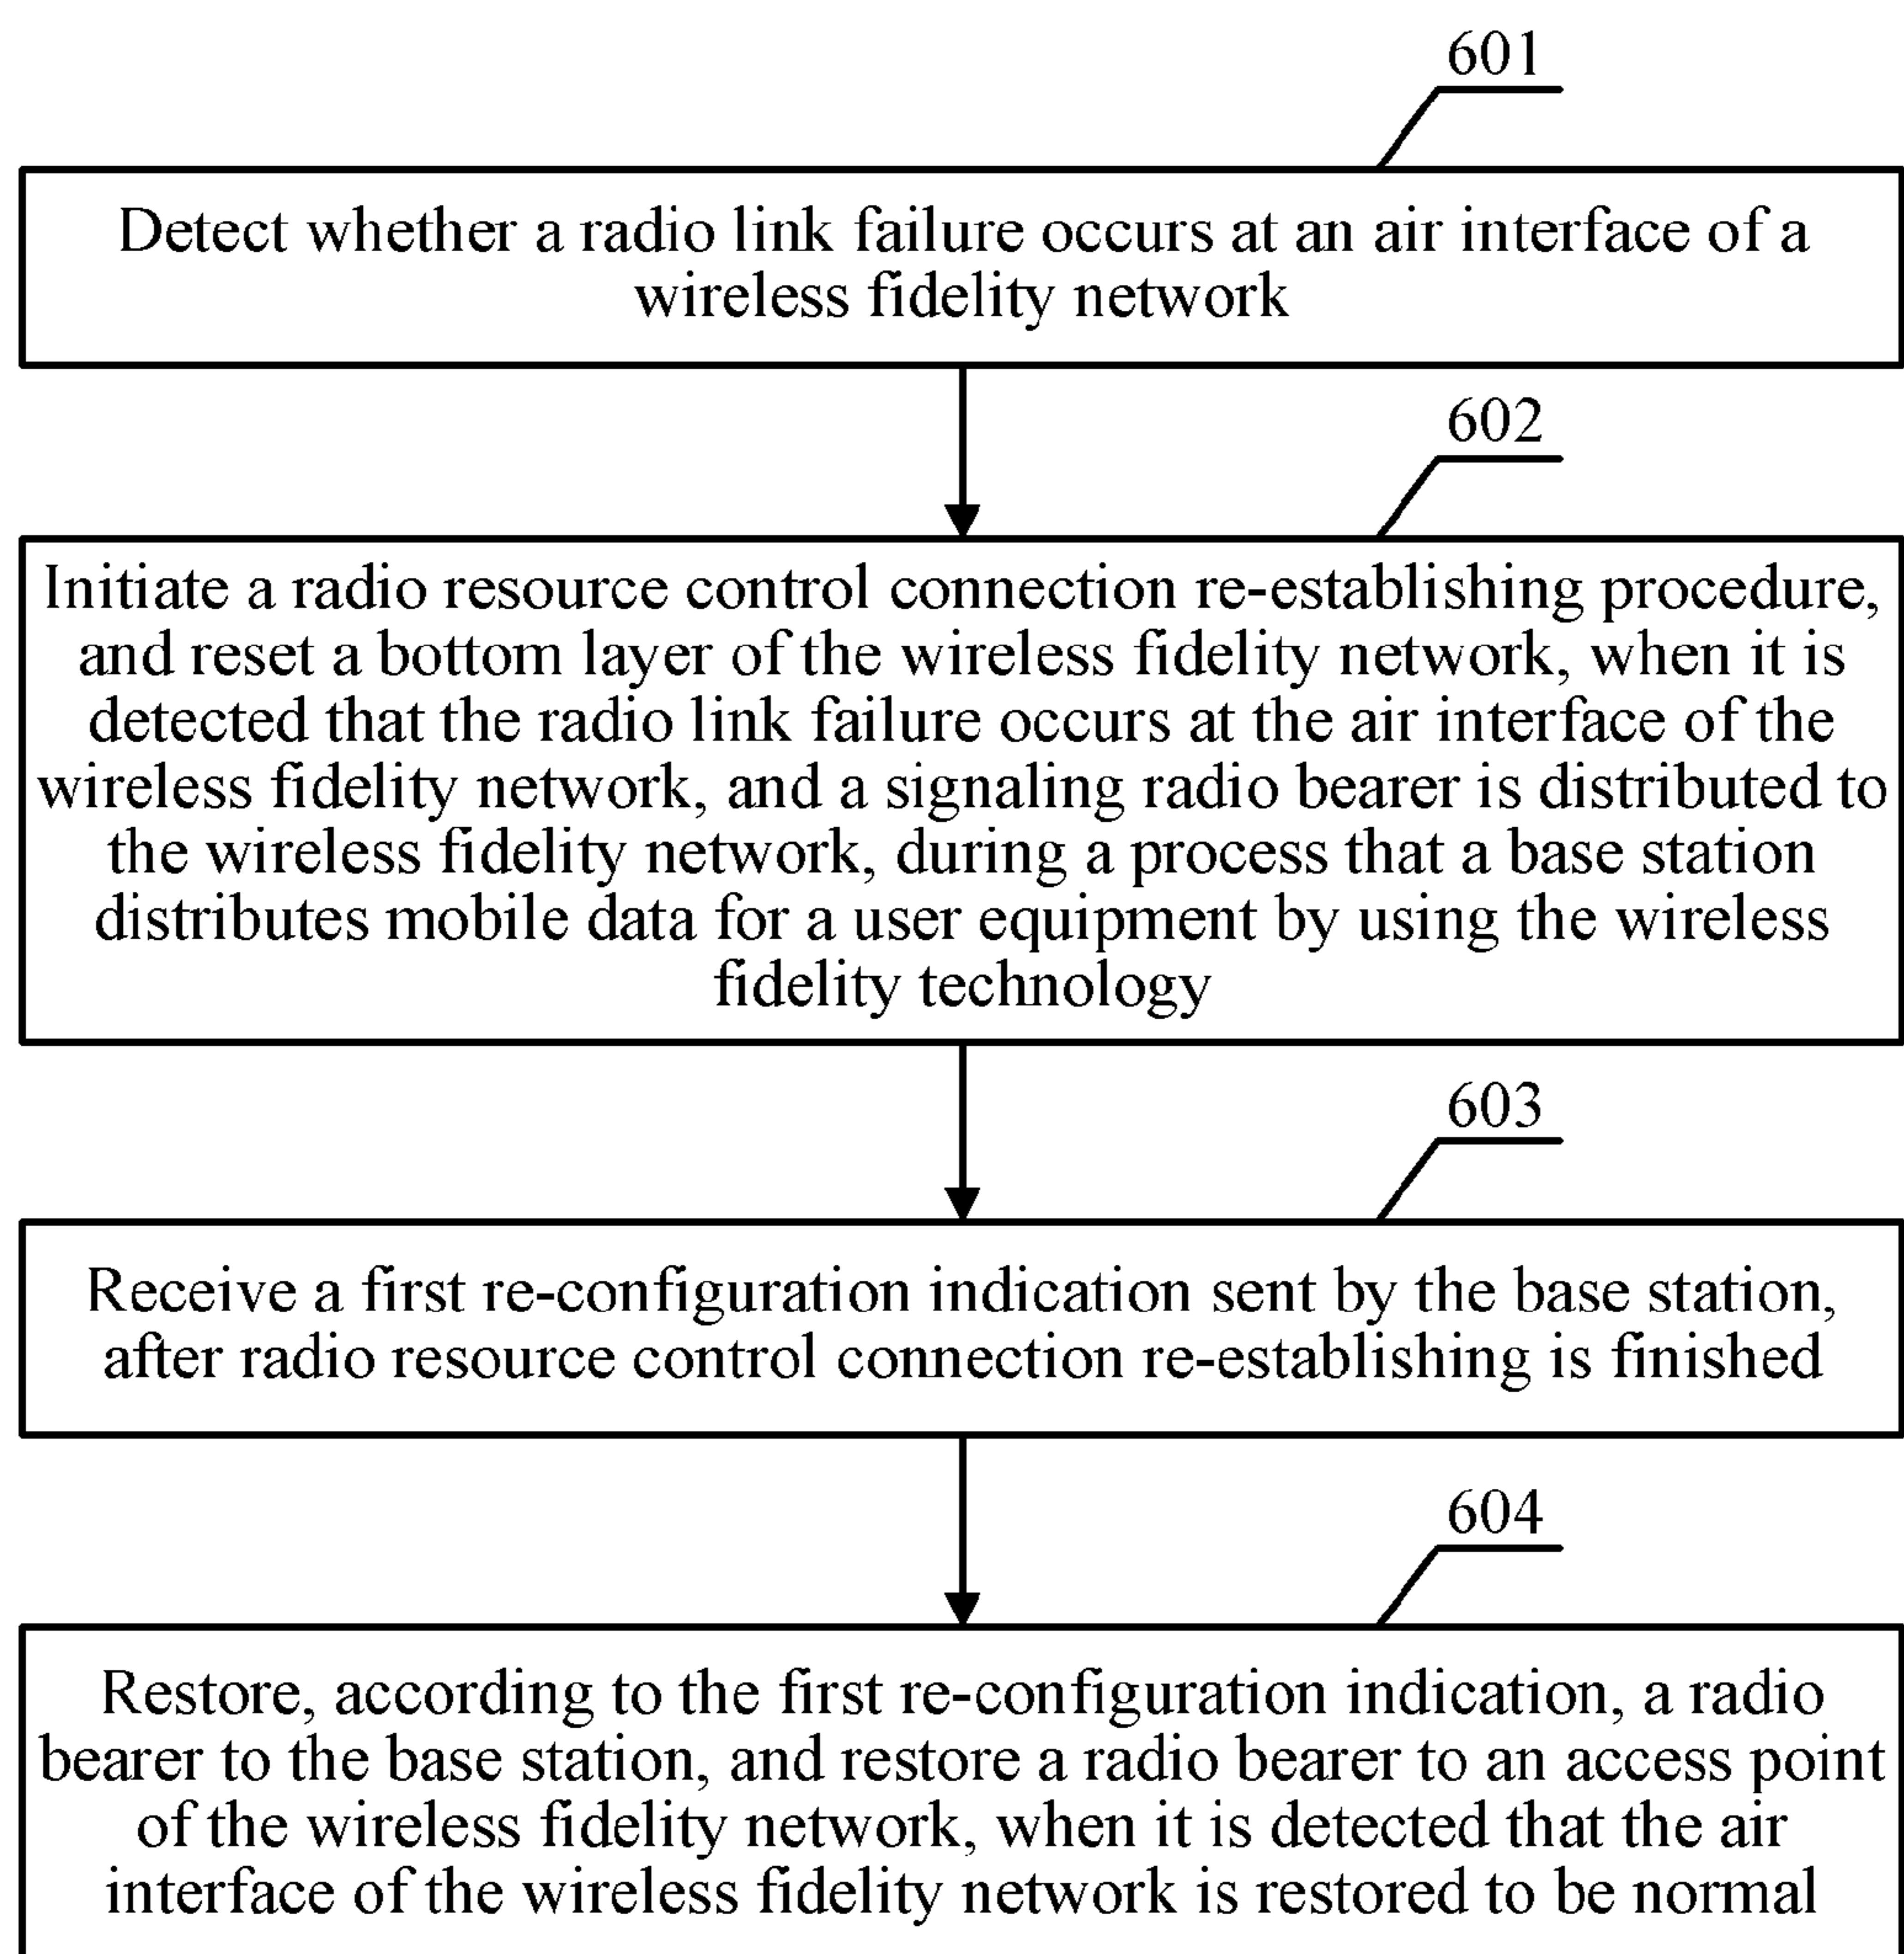 601
Detect whether a radio link failure occurs at an air interface of a
wireless fidelity network
602
Initiate a radio resource control connection re-establishing procedure,
and reset a bottom layer of the wireless fidelity network, when it is
detected that the radio link failure occurs at the air interface of the
wireless fidelity network, and a signaling radio bearer is distributed to
the wireless fidelity network, during a process that a base station
distributes mobile data for a user equipment by using the wireless
fidelity technology
603
Receive a first re-configuration indication sent by the base station,
after radio resource control connection re-establishing is finished
604
Restore, according to the first re-configuration indication, a radio
bearer to the base station, and restore a radio bearer to an access point
of the wireless fidelity network, when it is detected that the air
interface of the wireless fidelity network is restored to be normal